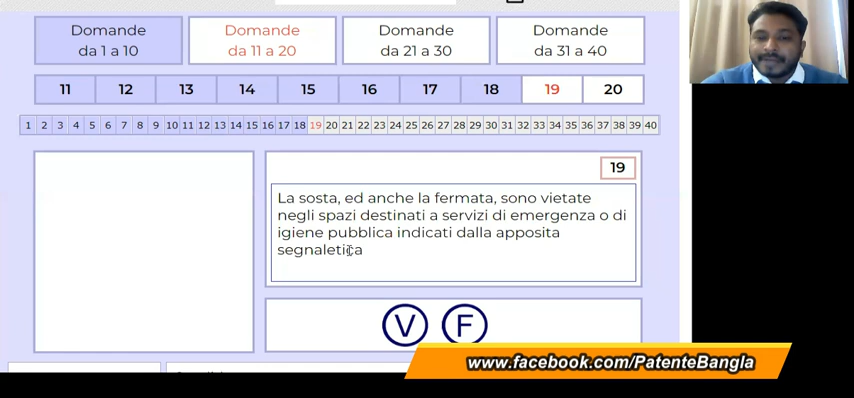 Domande
da 1 a 10
Domande
da 11 a 20
Domande
da 21 a 30
Domande
da 31 a 40
11 12 13 14 15 16 17 18 19 20
1 2 3 4 5 6 7 8 9 10 11 12 13 14 15 16 17 18 19 20 21 22 23 24 25 26 27 28 29 30 31 32 33 34 35 36 37 38 39 40
19
La sosta, ed anche la fermata, sono vietate
negli spazi destinati a servizi di emergenza o di
igiene pubblica indicati dalla apposita
segnaletica
V F
www.facebook.com/PatenteBangla